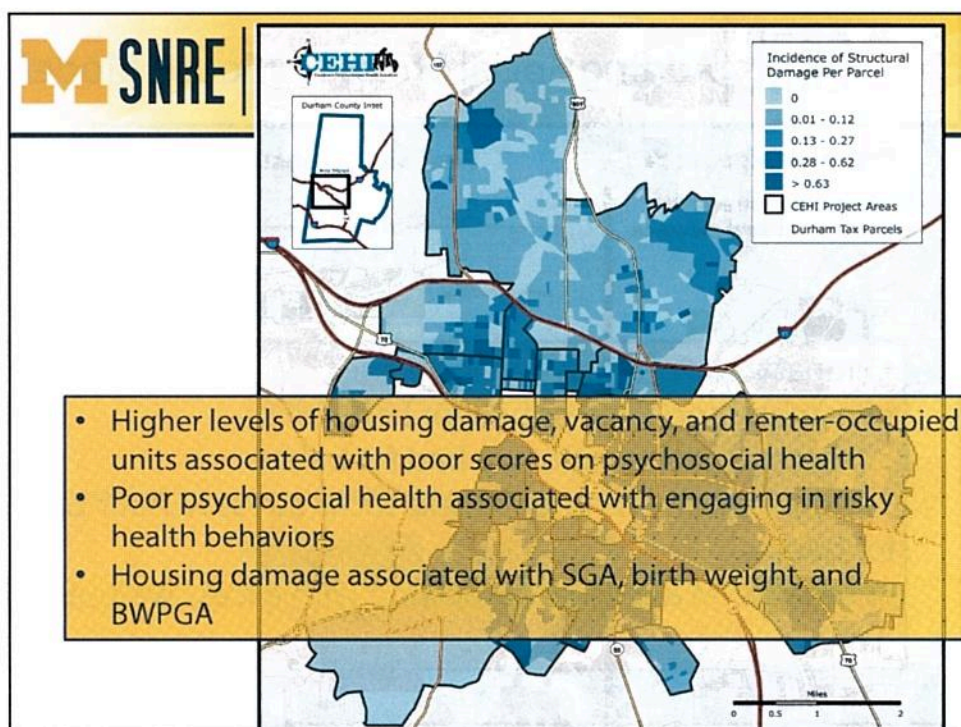 M SNRE
CEHI
Durham County Inset
Incidence of Structural
Damage Per Parcel
0
0.01 - 0.12
0.13 - 0.27
0.28 - 0.62
> 0.63
CEHI Project Areas
Durham Tax Parcels
• Higher levels of housing damage, vacancy, and renter-occupied
units associated with poor scores on psychosocial health
• Poor psychosocial health associated with engaging in risky
health behaviors
• Housing damage associated with SGA, birth weight, and
BWPGA
Miles
0 0.5 1 2